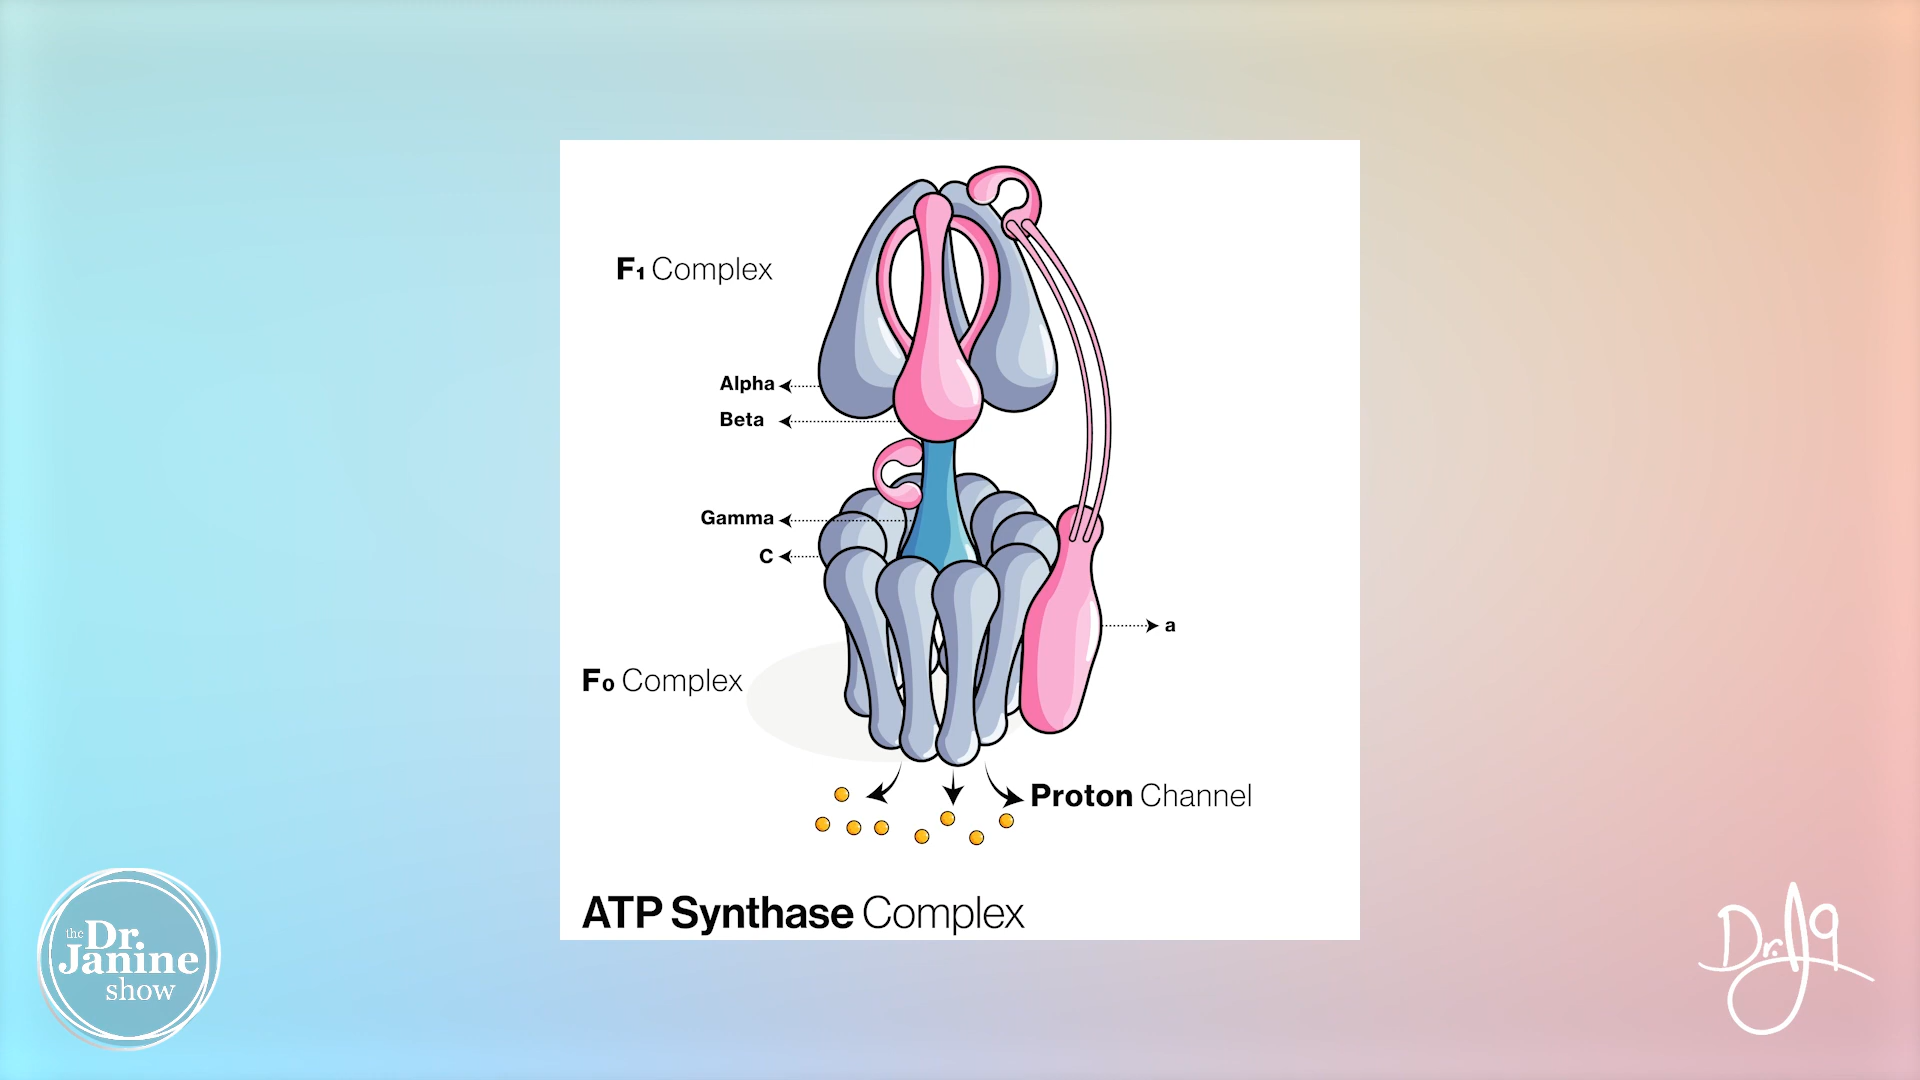 F₁ Complex
Alpha
Beta
Gamma
C
a
F₀ Complex
Proton Channel
ATP Synthase Complex
the Dr.
Janine
show
Dr.J9